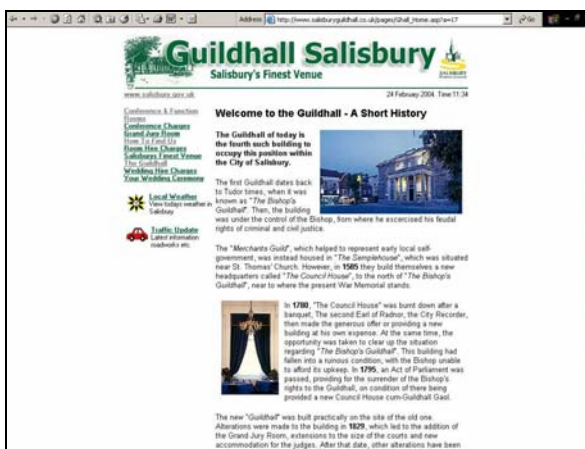 Address http://www.salisburyguildhall.co.uk/pages/Ghall_Home.asp?a=17
Go
Guildhall Salisbury
Salisbury's Finest Venue
SALISBURY
www.salisbury.gov.uk
24 February 2004, Time 11:34
Conference & Function
Rooms
Conference Charges
Grand Jury Room
How To Find Us
Room Hire Charges
Salisburys Finest Venue
The Guildhall
Wedding Hire Charges
Your Wedding Ceremony
Local Weather
View todays weather in
Salisbury
Traffic Update
Latest information
roadworks etc.
Welcome to the Guildhall - A Short History
The Guildhall of today is
the fourth such building to
occupy this position within
the City of Salisbury.
The first Guildhall dates back
to Tudor times, when it was
known as "The Bishop's
Guildhall". Then, the building
was under the control of the Bishop, from where he excercised his feudal
rights of criminal and civil justice.
The "Merchants Guild", which helped to represent early local self-
government, was instead housed in "The Samplehouse", which was situated
near St. Thomas' Church. However, in 1585 they build themselves a new
headquarters called "The Council House", to the north of "The Bishop's
Guildhall", near to where the present War Memorial stands.
In 1780, "The Council House" was burnt down after a
banquet, The second Earl of Radnor, the City Recorder,
then made the generous offer or providing a new
building at his own expense. At the same time, the
opportunity was taken to clear up the situation
regarding "The Bishop's Guildhall". This building had
fallen into a ruinous condition, with the Bishop unable
to afford its upkeep. In 1795, an Act of Parliament was
passed, providing for the surrender of the Bishop's
rights to the Guildhall, on condition of there being
provided a new Council House cum-Guildhall Gaol.
The new "Guildhall" was built practically on the site of the old one.
Alterations were made to the building in 1829, which led to the addition of
the Grand Jury Room, extensions to the size of the courts and new
accommodation for the judges. After that date, other alterations have been